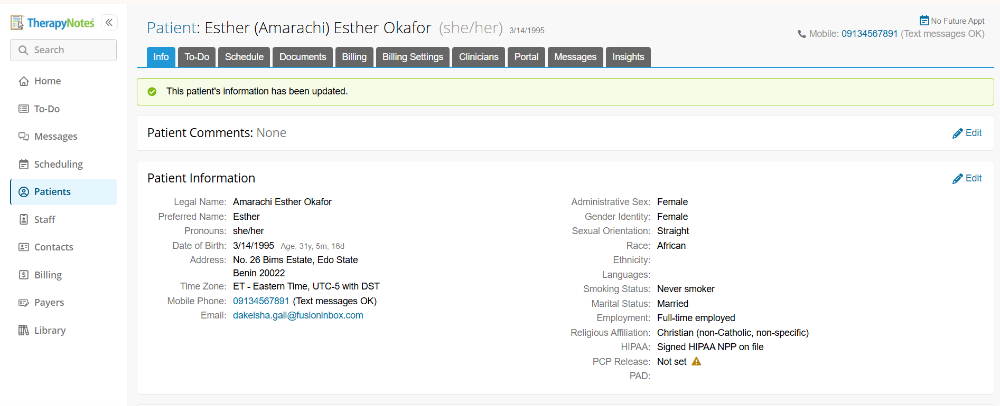 TherapyNotes
Search
Home
To-Do
Messages
Scheduling
Patients
Staff
Contacts
Billing
Payers
Library
Patient: Esther (Amarachi) Esther Okafor (she/her) 3/14/1995
No Future Appt
Mobile: 09134567891 (Text messages OK)
Info To-Do Schedule Documents Billing Billing Settings Clinicians Portal Messages Insights
This patient's information has been updated.
Patient Comments: None
Edit
Patient Information
Edit
Legal Name: Amarachi Esther Okafor
Preferred Name: Esther
Pronouns: she/her
Date of Birth: 3/14/1995 Age: 31y, 5m, 16d
Address: No. 26 Bims Estate, Edo State
Benin 20022
Time Zone: ET - Eastern Time, UTC-5 with DST
Mobile Phone: 09134567891 (Text messages OK)
Email: dakeisha.gail@fusioninbox.com
Administrative Sex: Female
Gender Identity: Female
Sexual Orientation: Straight
Race: African
Ethnicity:
Languages:
Smoking Status: Never smoker
Marital Status: Married
Employment: Full-time employed
Religious Affiliation: Christian (non-Catholic, non-specific)
HIPAA: Signed HIPAA NPP on file
PCP Release: Not set
PAD: